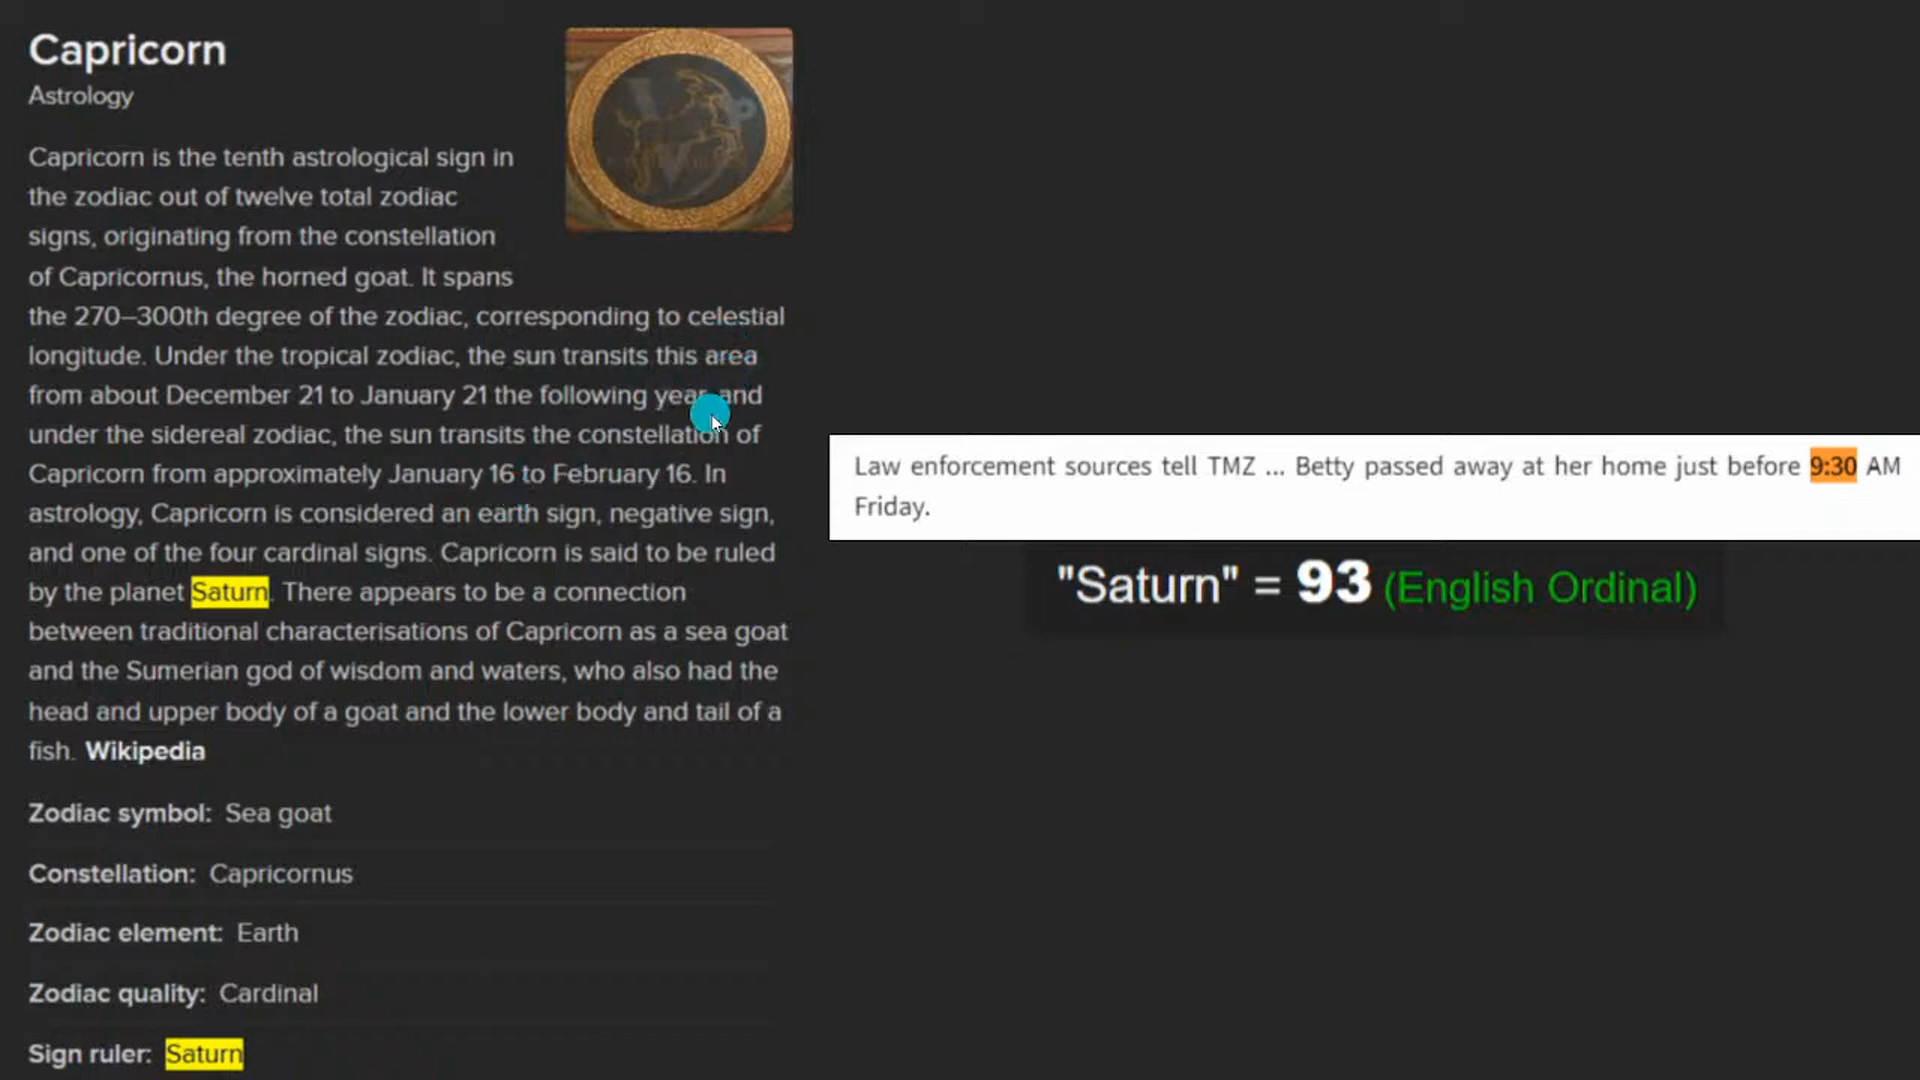 Capricorn
Astrology
Capricorn is the tenth astrological sign in
the zodiac out of twelve total zodiac
signs, originating from the constellation
of Capricornus, the horned goat. It spans
the 270–300th degree of the zodiac, corresponding to celestial
longitude. Under the tropical zodiac, the sun transits this area
from about December 21 to January 21 the following year, and
under the sidereal zodiac, the sun transits the constellation of
Capricorn from approximately January 16 to February 16. In
astrology, Capricorn is considered an earth sign, negative sign,
and one of the four cardinal signs. Capricorn is said to be ruled
by the planet Saturn. There appears to be a connection
between traditional characterisations of Capricorn as a sea goat
and the Sumerian god of wisdom and waters, who also had the
head and upper body of a goat and the lower body and tail of a
fish. Wikipedia
Zodiac symbol: Sea goat
Constellation: Capricornus
Zodiac element: Earth
Zodiac quality: Cardinal
Sign ruler: Saturn
Law enforcement sources tell TMZ ... Betty passed away at her home just before 9:30 AM
Friday.
"Saturn" = 93 (English Ordinal)